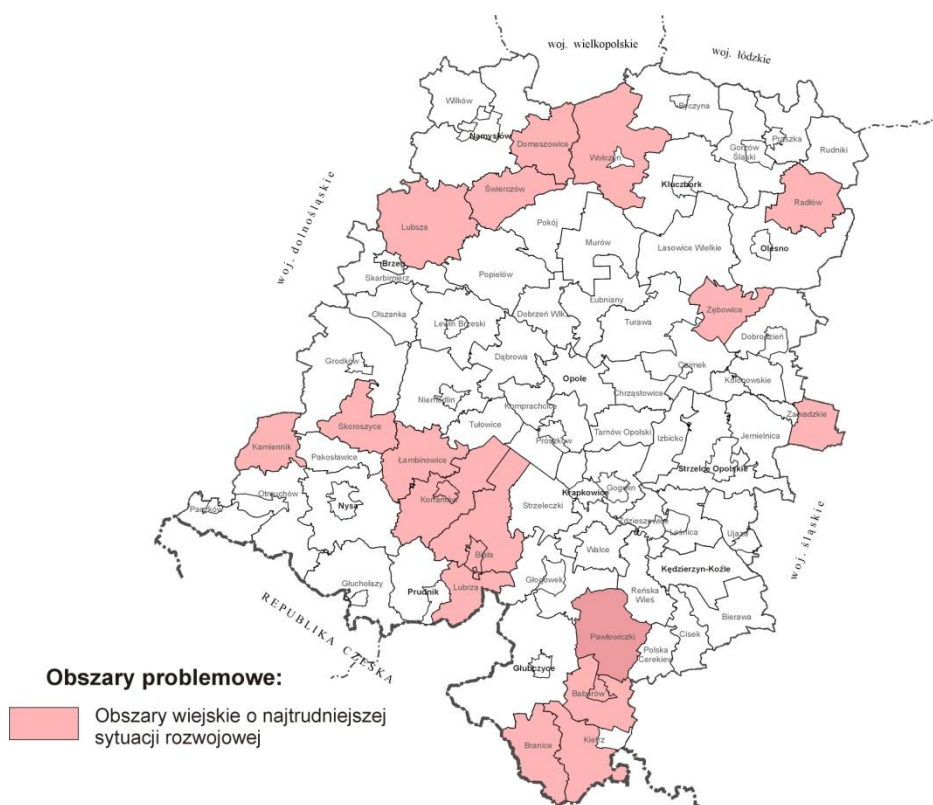 woj. wielkopolskie
woj. łódzkie
Wilków
Byczyna
Namysłów
Praszka
Domaszowice
Gorzów
Śląski
Rudniki
Wołczyn
Kluczbork
Świerczów
Radłów
woj. dolnośląskie
Lubsza
Pokój
Murów
Lasowice Wielkie
Olesno
Brzeg
Skarbimierz
Popielów
Zębowice
Olszanka
Lewin Brzeski
Dobrzeń Wlk.
Łubniany
Turawa
Dobrodzień
Grodków
Dąbrowa
Opole
Ozimek
Kolonowskie
Niemodlin
Komprachcice
Chrząstowice
Zawadzkie
Skoroszyce
Tułowice
Prószków
Tarnów Opolski
Izbicko
Jemielnica
Kamiennik
Pakosławice
Łambinowice
Strzelce Opolskie
Otmuchów
Korfantów
Krapkowice
Gogolin
Paczków
Nysa
Strzeleczki
Zdzieszowice
Leśnica
Ujazd
woj. śląskie
Biała
Walce
Kędzierzyn-Koźle
Głuchołazy
Prudnik
Lubrza
Głogówek
Reńska
Wieś
Bierawa
REPUBLIKA CZESKA
Pawłowiczki
Cisek
Polska
Cerekiew
Głubczyce
Baborów
Branice
Kietrz
Obszary problemowe:
Obszary wiejskie o najtrudniejszej
sytuacji rozwojowej